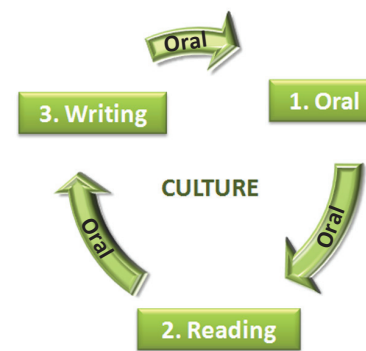 Oral
3. Writing
1. Oral
CULTURE
Oral
Oral
2. Reading